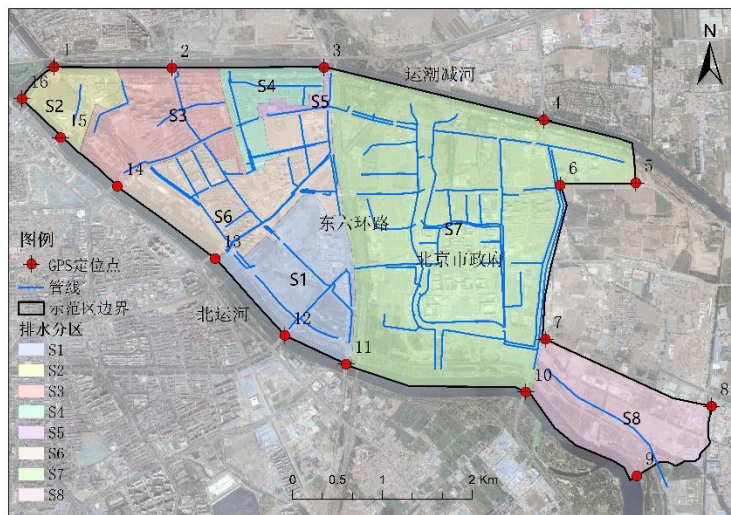 N
1
2
3
运潮减河
16
S4
4
S2
S3
S5
15
5
6
14
图例
S6
东六环路
S7
GPS定位点
13
北京市政府
管线
S1
示范区边界
北运河
排水分区
12
7
S1
11
S2
10
8
S3
S4
S8
S5
S6
9
S7
0 0.5 1 2 Km
S8